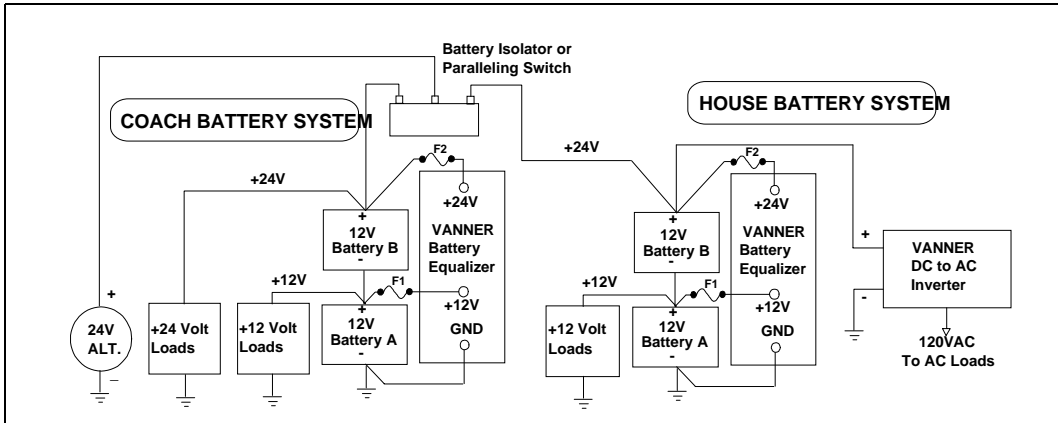 Battery Isolator or
Paralleling Switch
COACH BATTERY SYSTEM
HOUSE BATTERY SYSTEM
F2
+24V
+24V
VANNER
Battery
Equalizer
+
12V
Battery B
-
+12V
F1
+12V
GND
+
12V
Battery A
-
+
24V
ALT.
–
+24 Volt
Loads
+12 Volt
Loads
+24V
F2
+24V
VANNER
Battery
Equalizer
+
12V
Battery B
-
+12V
F1
+12V
GND
+
12V
Battery A
-
+12 Volt
Loads
+
-
VANNER
DC to AC
Inverter
120VAC
To AC Loads